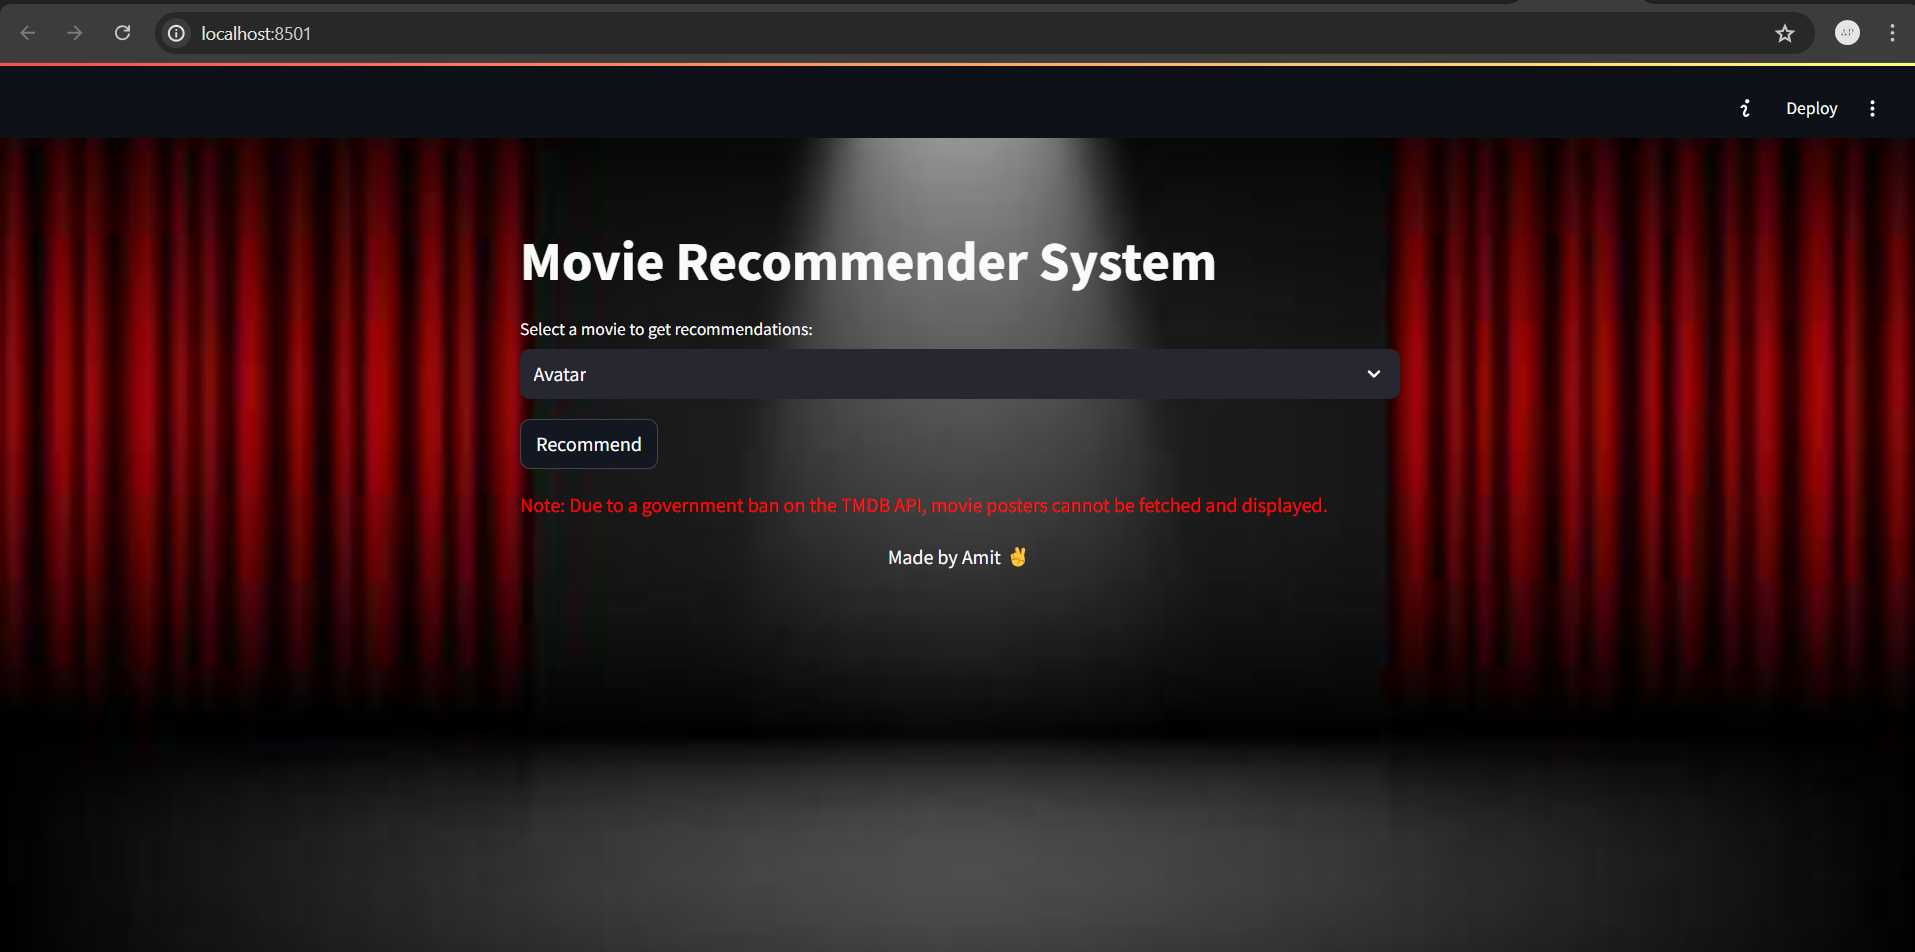 localhost:8501
Deploy
Movie Recommender System
Select a movie to get recommendations:
Avatar
Recommend
Note: Due to a government ban on the TMDB API, movie posters cannot be fetched and displayed.
Made by Amit ✌️